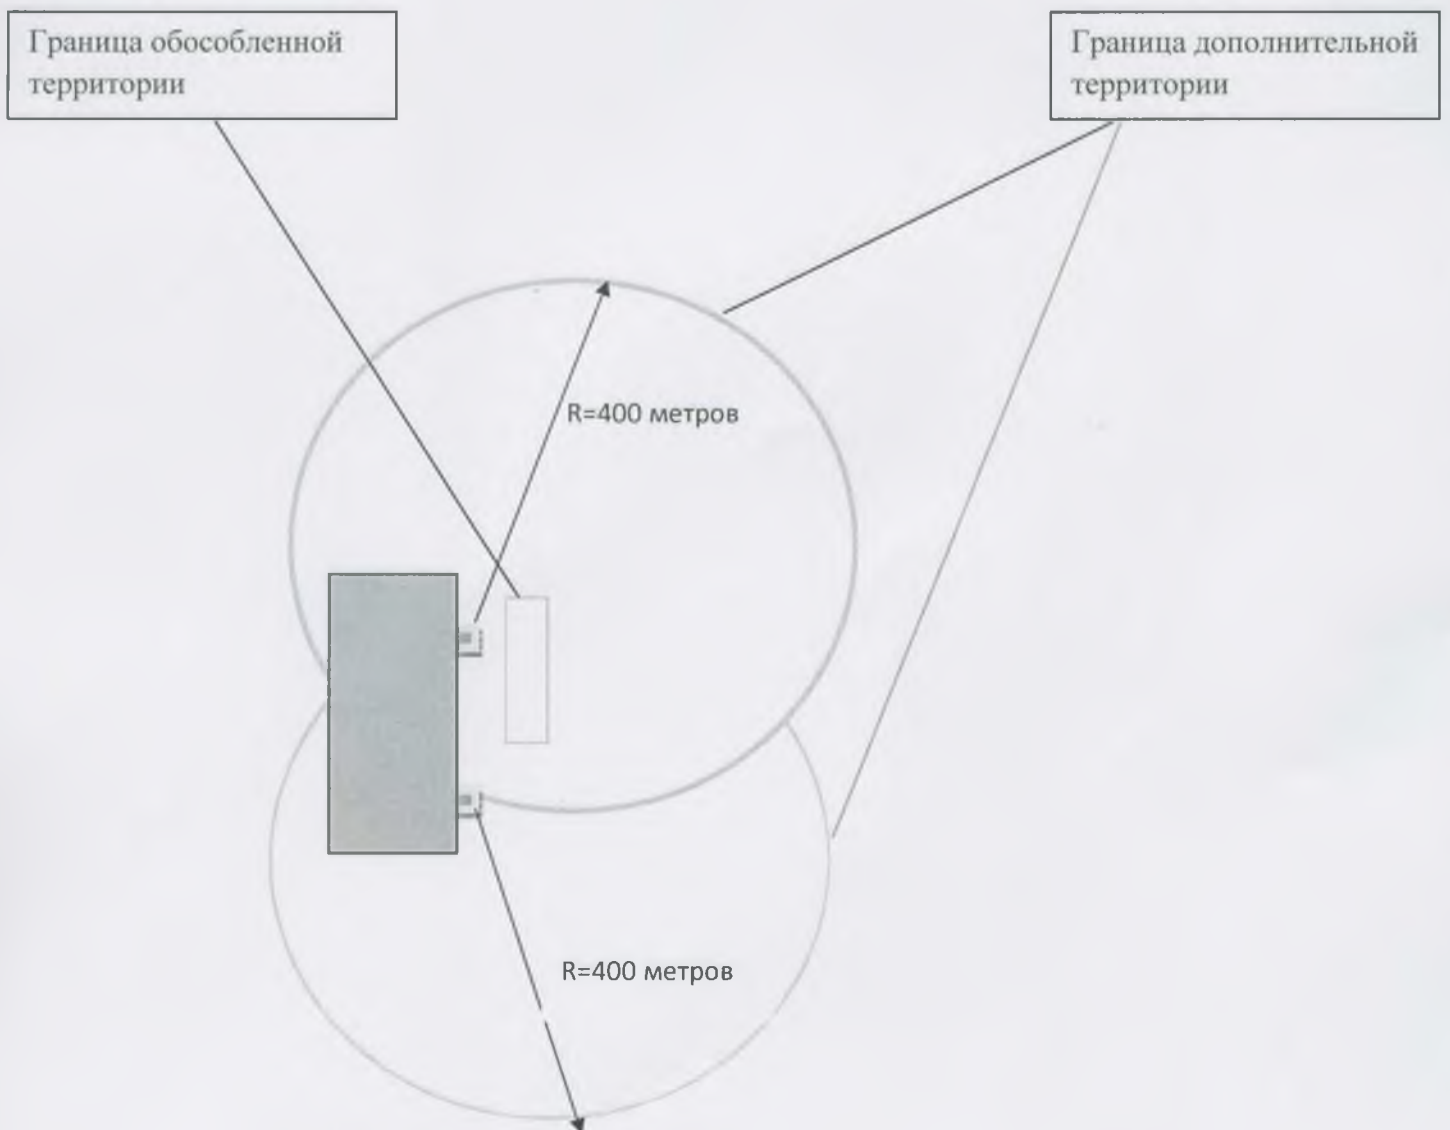 Граница обособленной
территории
Граница дополнительной
территории
R=400 метров
R=400 метров